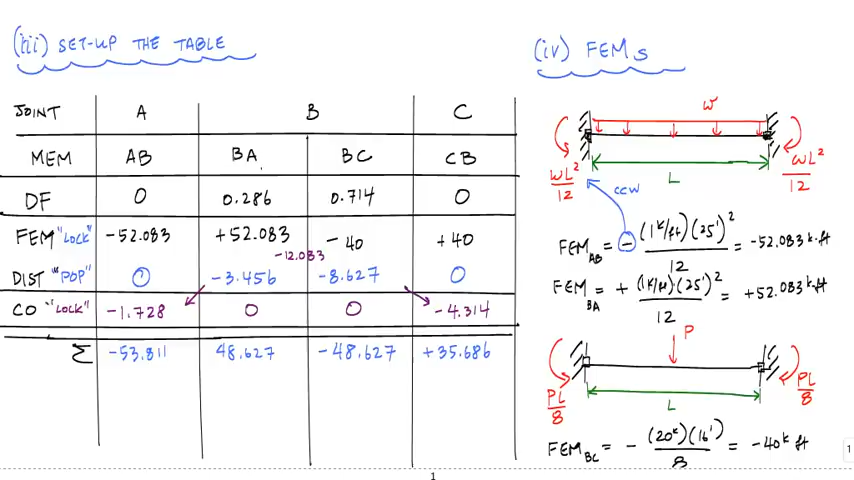 (iii) SET-UP THE TABLE
JOINT A B C
MEM AB BA BC CB
DF 0 0.286 0.714 0
FEM "LOCK" -52.083 +52.083 -40 +40
-12.083
DIST "POP" 0 -3.456 -8.627 0
CO "LOCK" -1.728 0 0 -4.314
Σ -53.811 48.627 -48.627 +35.686
(iv) FEMs
W
WL²/12 L WL²/12
CCW
FEM_AB = - (1K/ft)(25')²/12 = -52.083 k·ft
FEM_BA = + (1K/ft)(25')²/12 = +52.083 k·ft
P
PL/8 L PL/8
FEM_BC = - (20ᵏ)(16')/8 = -40ᵏ ft
1
1